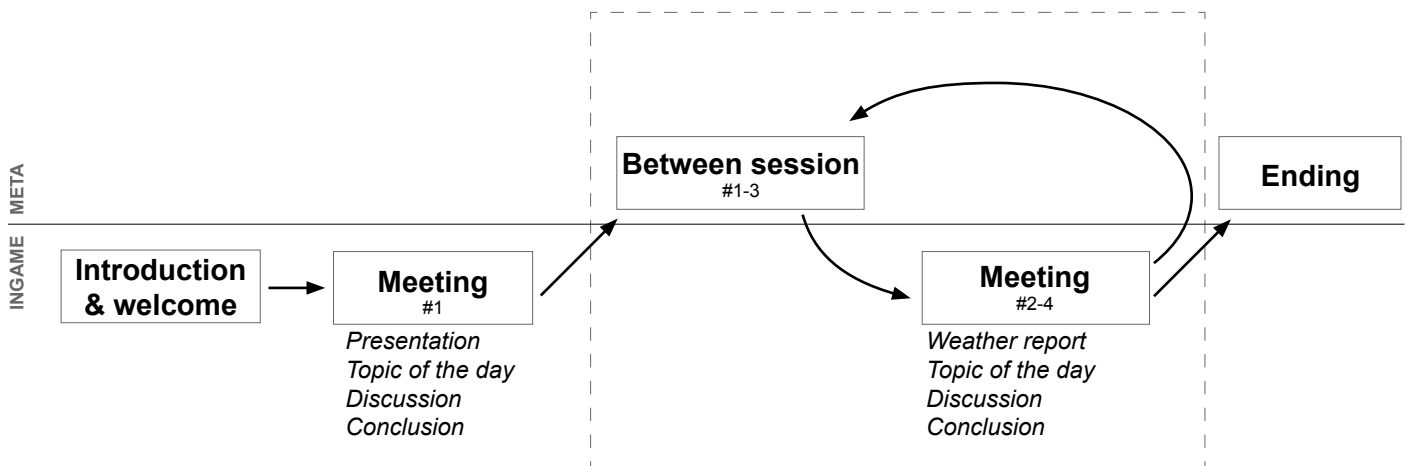 META
INGAME
Introduction
& welcome
Meeting
#1
Presentation
Topic of the day
Discussion
Conclusion
Between session
#1-3
Meeting
#2-4
Weather report
Topic of the day
Discussion
Conclusion
Ending